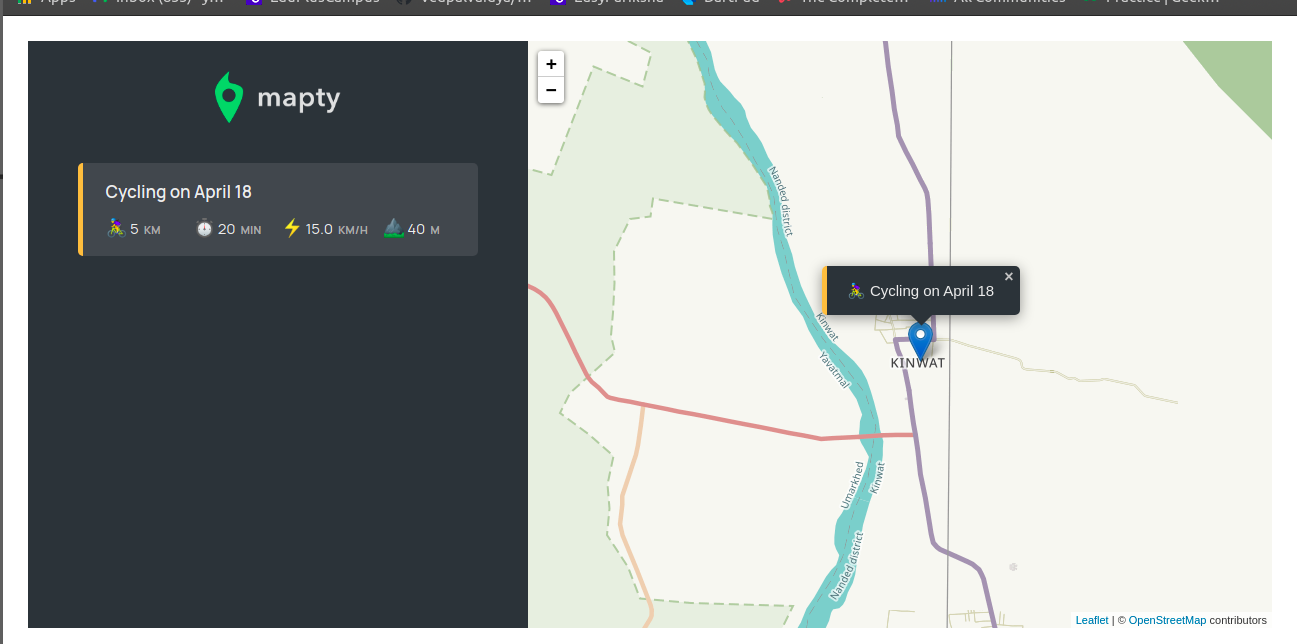 Apps
mapty
Cycling on April 18
5 KM
20 MIN
15.0 KM/H
40 M
+
−
Nanded district
×
Cycling on April 18
Kinwat
Yavatmal
KINWAT
Umarkhed
Kinwat
Nanded district
Leaflet | © OpenStreetMap contributors